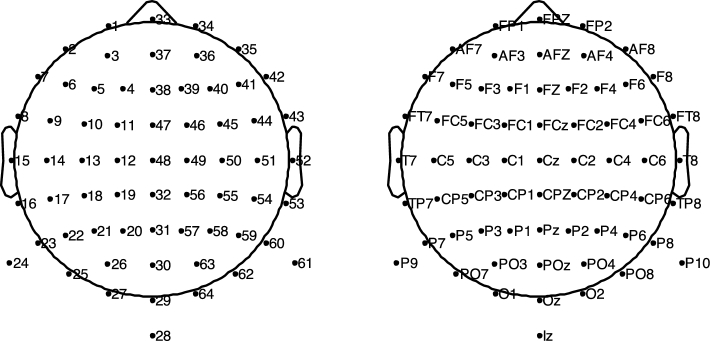 33
1 34
2 3 37 36 35
7 6 5 4 38 39 40 41 42
8 9 10 11 47 46 45 44 43
15 14 13 12 48 49 50 51 52
16 17 18 19 32 56 55 54 53
23 22 21 20 31 57 58 59 60
24 25 26 30 63 62 61
27 29 64
28
FPZ
FP1 FP2
AF7 AF3 AFZ AF4 AF8
F7 F5 F3 F1 FZ F2 F4 F6 F8
FT7 FC5 FC3 FC1 FCz FC2 FC4 FC6 FT8
T7 C5 C3 C1 Cz C2 C4 C6 T8
TP7 CP5 CP3 CP1 CPZ CP2 CP4 CP6 TP8
P7 P5 P3 P1 Pz P2 P4 P6 P8
P9 PO7 PO3 POz PO4 PO8 P10
O1 Oz O2
Iz